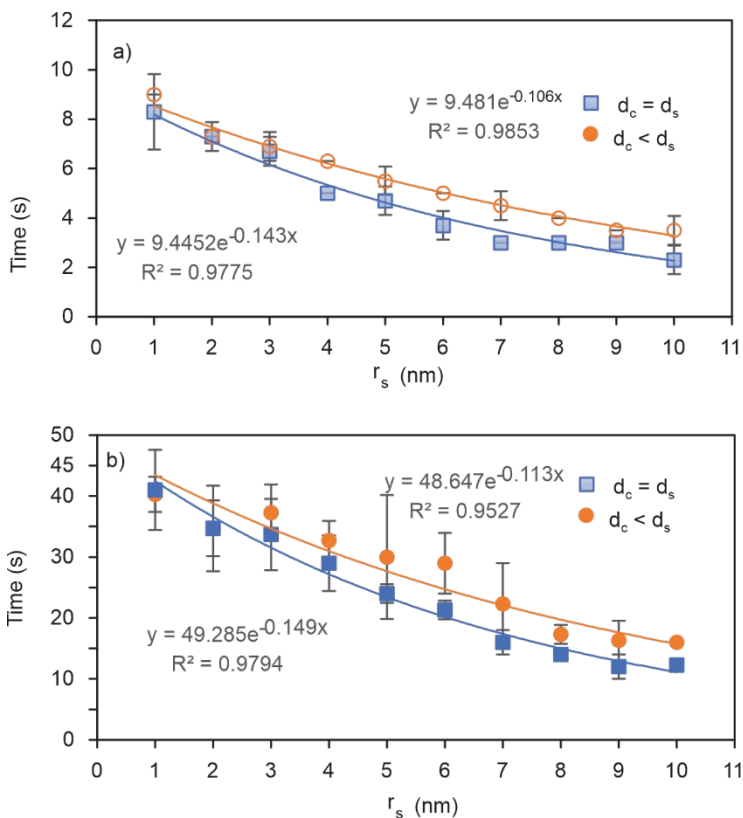 12
10
8
6
4
2
0
Time (s)
a)
y = 9.481e^-0.106x
R² = 0.9853
d_c = d_s
d_c < d_s
y = 9.4452e^-0.143x
R² = 0.9775
0 1 2 3 4 5 6 7 8 9 10 11
r_s (nm)
50
45
40
30
20
10
0
Time (s)
b)
y = 48.647e^-0.113x
R² = 0.9527
d_c = d_s
d_c < d_s
y = 49.285e^-0.149x
R² = 0.9794
0 1 2 3 4 5 6 7 8 9 10 11
r_s (nm)